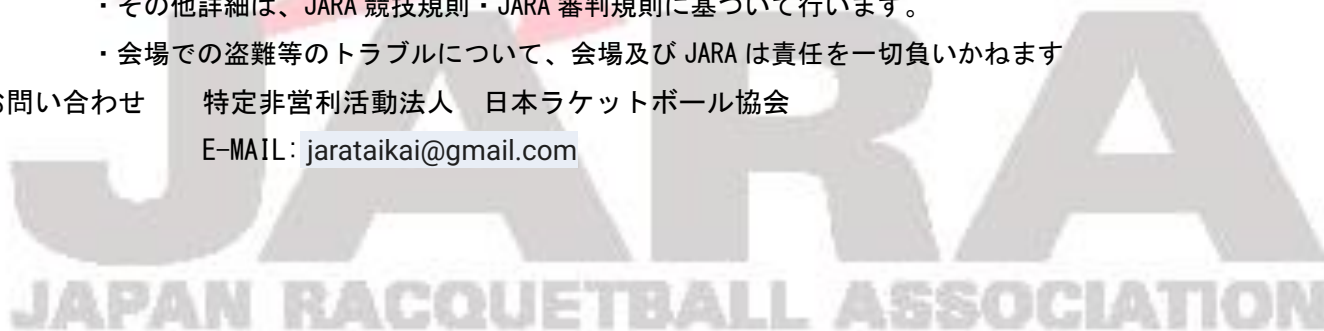 ・その他詳細は、JARA 競技規則・JARA 審判規則に基づいて行います。
・会場での盗難等のトラブルについて、会場及び JARA は責任を一切負いかねます
お問い合わせ　　特定非営利活動法人　日本ラケットボール協会
E-MAIL: jarataikai@gmail.com
JARA
JAPAN RACQUETBALL ASSOCIATION